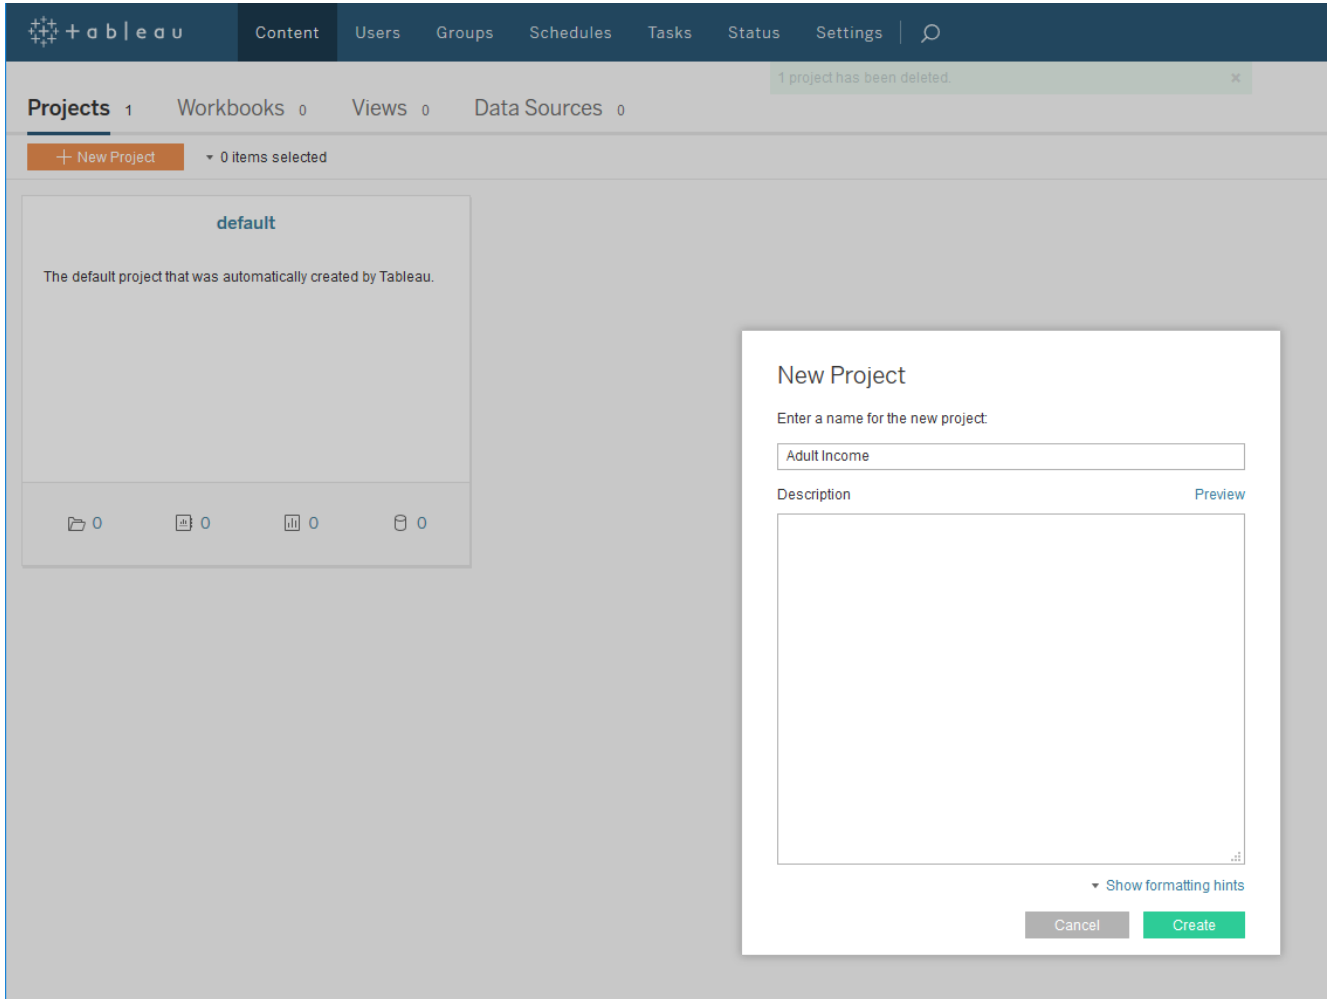 +ableau Content Users Groups Schedules Tasks Status Settings
1 project has been deleted. ×
Projects 1 Workbooks 0 Views 0 Data Sources 0
+ New Project 0 items selected
default
The default project that was automatically created by Tableau.
0 0 0 0
New Project
Enter a name for the new project:
Adult Income
Description Preview
Show formatting hints
Cancel Create